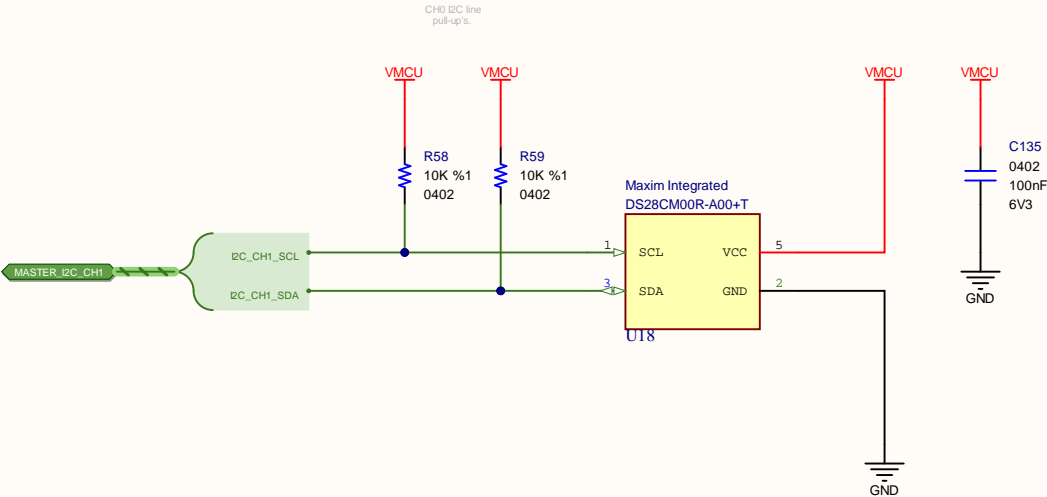 CH0 I2C line
pull-up's.
VMCU
VMCU
VMCU
VMCU
R58
10K %1
0402
R59
10K %1
0402
C135
0402
100nF
6V3
Maxim Integrated
DS28CM00R-A00+T
MASTER_I2C_CH1
I2C_CH1_SCL
I2C_CH1_SDA
1
SCL
VCC
5
3
SDA
GND
2
U18
GND
GND